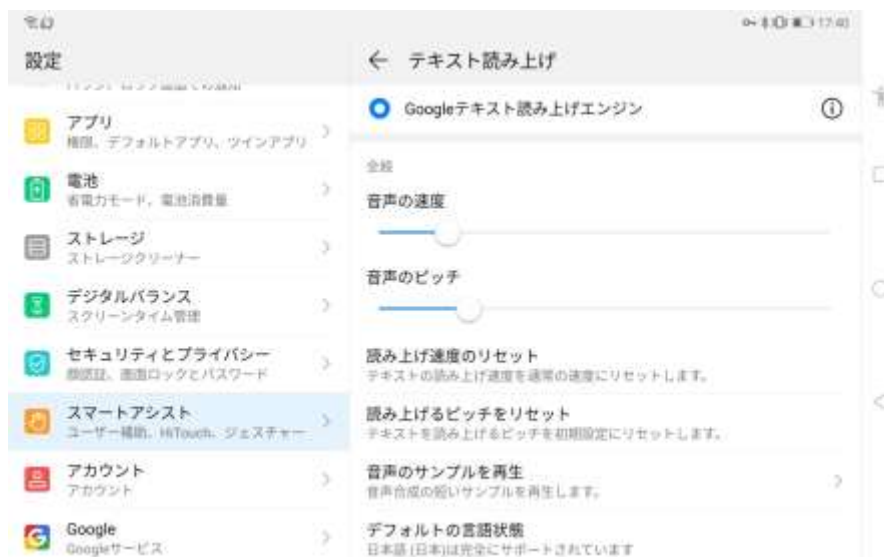 17:40
設定
アプリ
権限、デフォルトアプリ、ツインアプリ
電池
省電力モード、電池消費量
ストレージ
ストレージクリーナー
デジタルバランス
スクリーンタイム管理
セキュリティとプライバシー
顔認証、画面ロックとパスワード
スマートアシスト
ユーザー補助、HiTouch、ジェスチャー
アカウント
アカウント
Google
Googleサービス
← テキスト読み上げ
Googleテキスト読み上げエンジン
全般
音声の速度
音声のピッチ
読み上げ速度のリセット
テキストの読み上げ速度を通常の速度にリセットします。
読み上げるピッチをリセット
テキストを読み上げるピッチを初期設定にリセットします。
音声のサンプルを再生
音声合成の短いサンプルを再生します。
デフォルトの言語状態
日本語 (日本)は完全にサポートされています